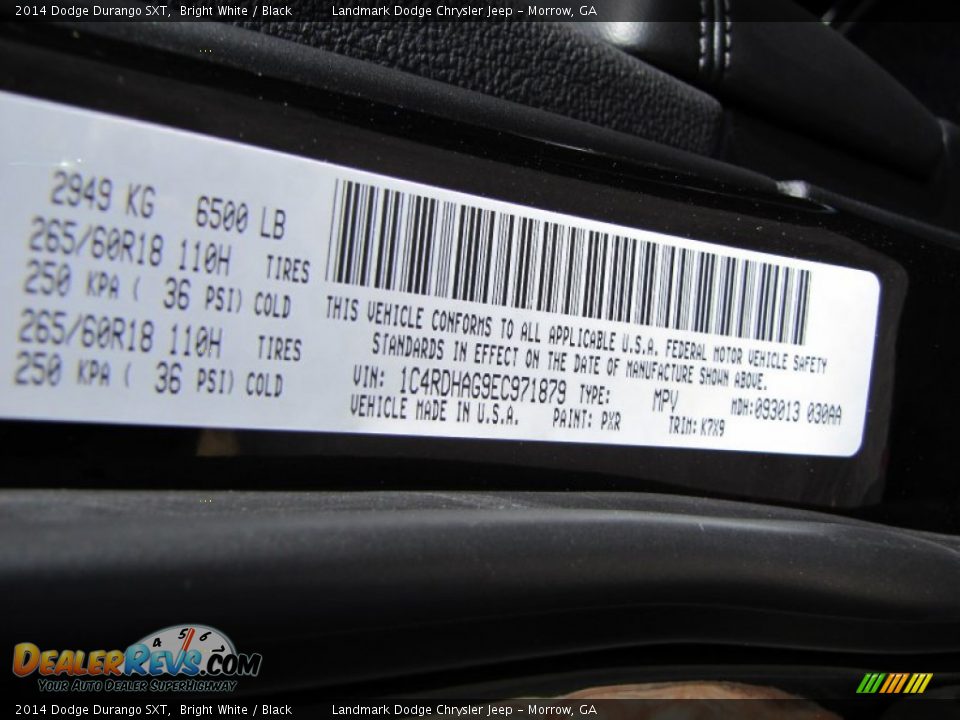 2014 Dodge Durango SXT, Bright White / Black Landmark Dodge Chrysler Jeep - Morrow, GA
2949 KG 6500 LB
265/60R18 110H TIRES
250 KPA ( 36 PSI) COLD
265/60R18 110H TIRES
250 KPA ( 36 PSI) COLD
THIS VEHICLE CONFORMS TO ALL APPLICABLE U.S.A. FEDERAL MOTOR VEHICLE SAFETY
STANDARDS IN EFFECT ON THE DATE OF MANUFACTURE SHOWN ABOVE.
VIN: 1C4RDHAG9EC971879 TYPE: MPV MDH:093013 030AA
VEHICLE MADE IN U.S.A. PAINT: PXR TRIM: K7X9
4 5 6
DEALERREVS.COM
YOUR AUTO DEALER SUPERHIGHWAY
2014 Dodge Durango SXT, Bright White / Black Landmark Dodge Chrysler Jeep - Morrow, GA